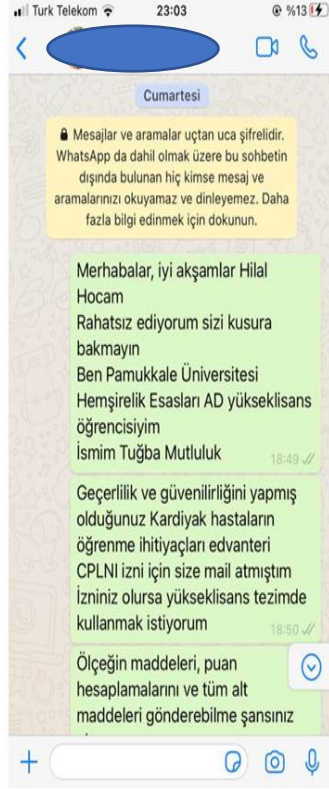 Turk Telekom 23:03 %13
Cumartesi
Mesajlar ve aramalar uçtan uca şifrelidir.
WhatsApp da dahil olmak üzere bu sohbetin
dışında bulunan hiç kimse mesaj ve
aramalarınızı okuyamaz ve dinleyemez. Daha
fazla bilgi edinmek için dokunun.
Merhabalar, iyi akşamlar Hilal
Hocam
Rahatsız ediyorum sizi kusura
bakmayın
Ben Pamukkale Üniversitesi
Hemşirelik Esasları AD yükseklisans
öğrencisiyim
İsmim Tuğba Mutluluk
18:49
Geçerlilik ve güvenilirliğini yapmış
olduğunuz Kardiyak hastaların
öğrenme ihitiyaçları edvanteri
CPLNI izni için size mail atmıştım
İzniniz olursa yükseklisans tezimde
kullanmak istiyorum
18:50
Ölçeğin maddeleri, puan
hesaplamalarını ve tüm alt
maddeleri gönderebilme şansınız